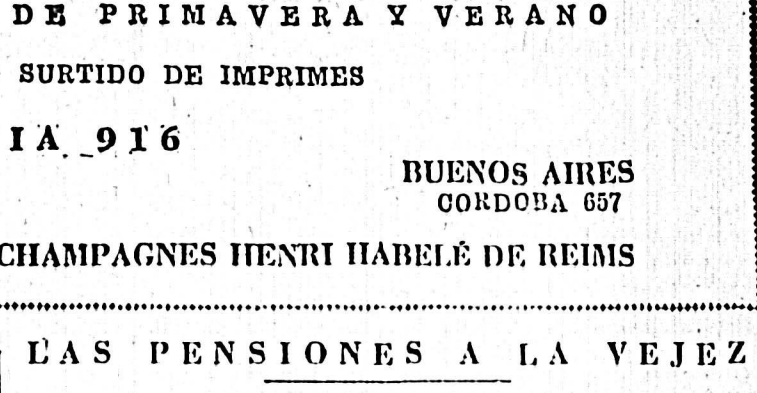 DE PRIMAVERA Y VERANO
SURTIDO DE IMPRIMES
IA 916
BUENOS AIRES
CORDOBA 657
CHAMPAGNES HENRI HABELÉ DE REIMS
LAS PENSIONES A LA VEJEZ